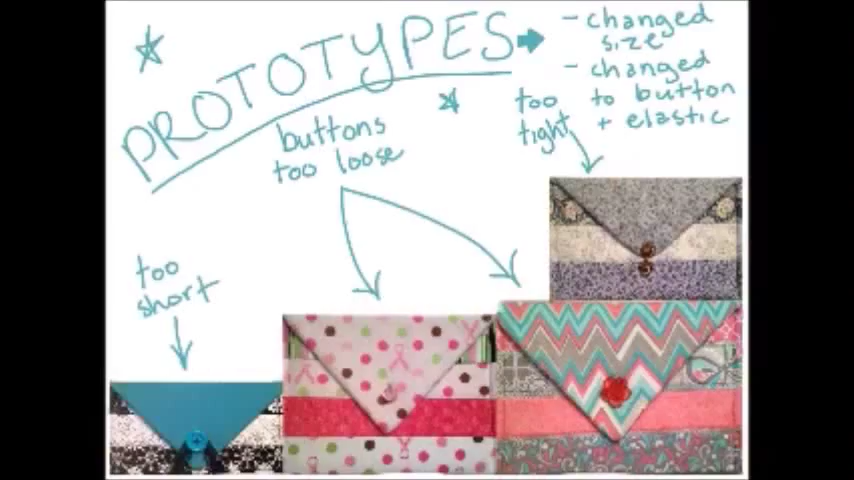 PROTOTYPES
- changed
size
- changed
to button
+ elastic
too
tight
buttons
too loose
too
short